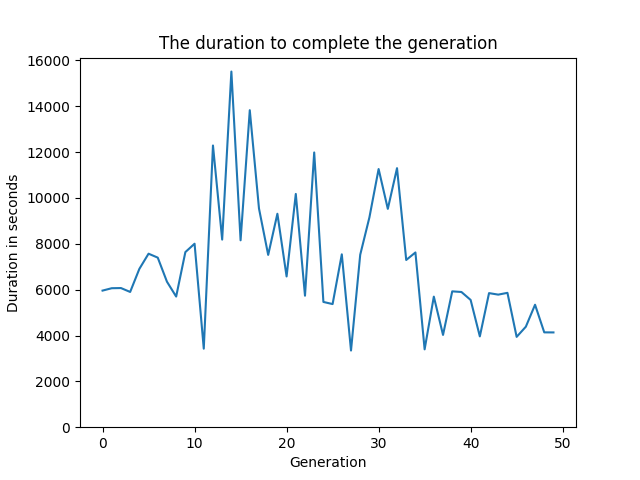 The duration to complete the generation
16000
14000
12000
10000
8000
6000
4000
2000
0
Duration in seconds
0 10 20 30 40 50
Generation